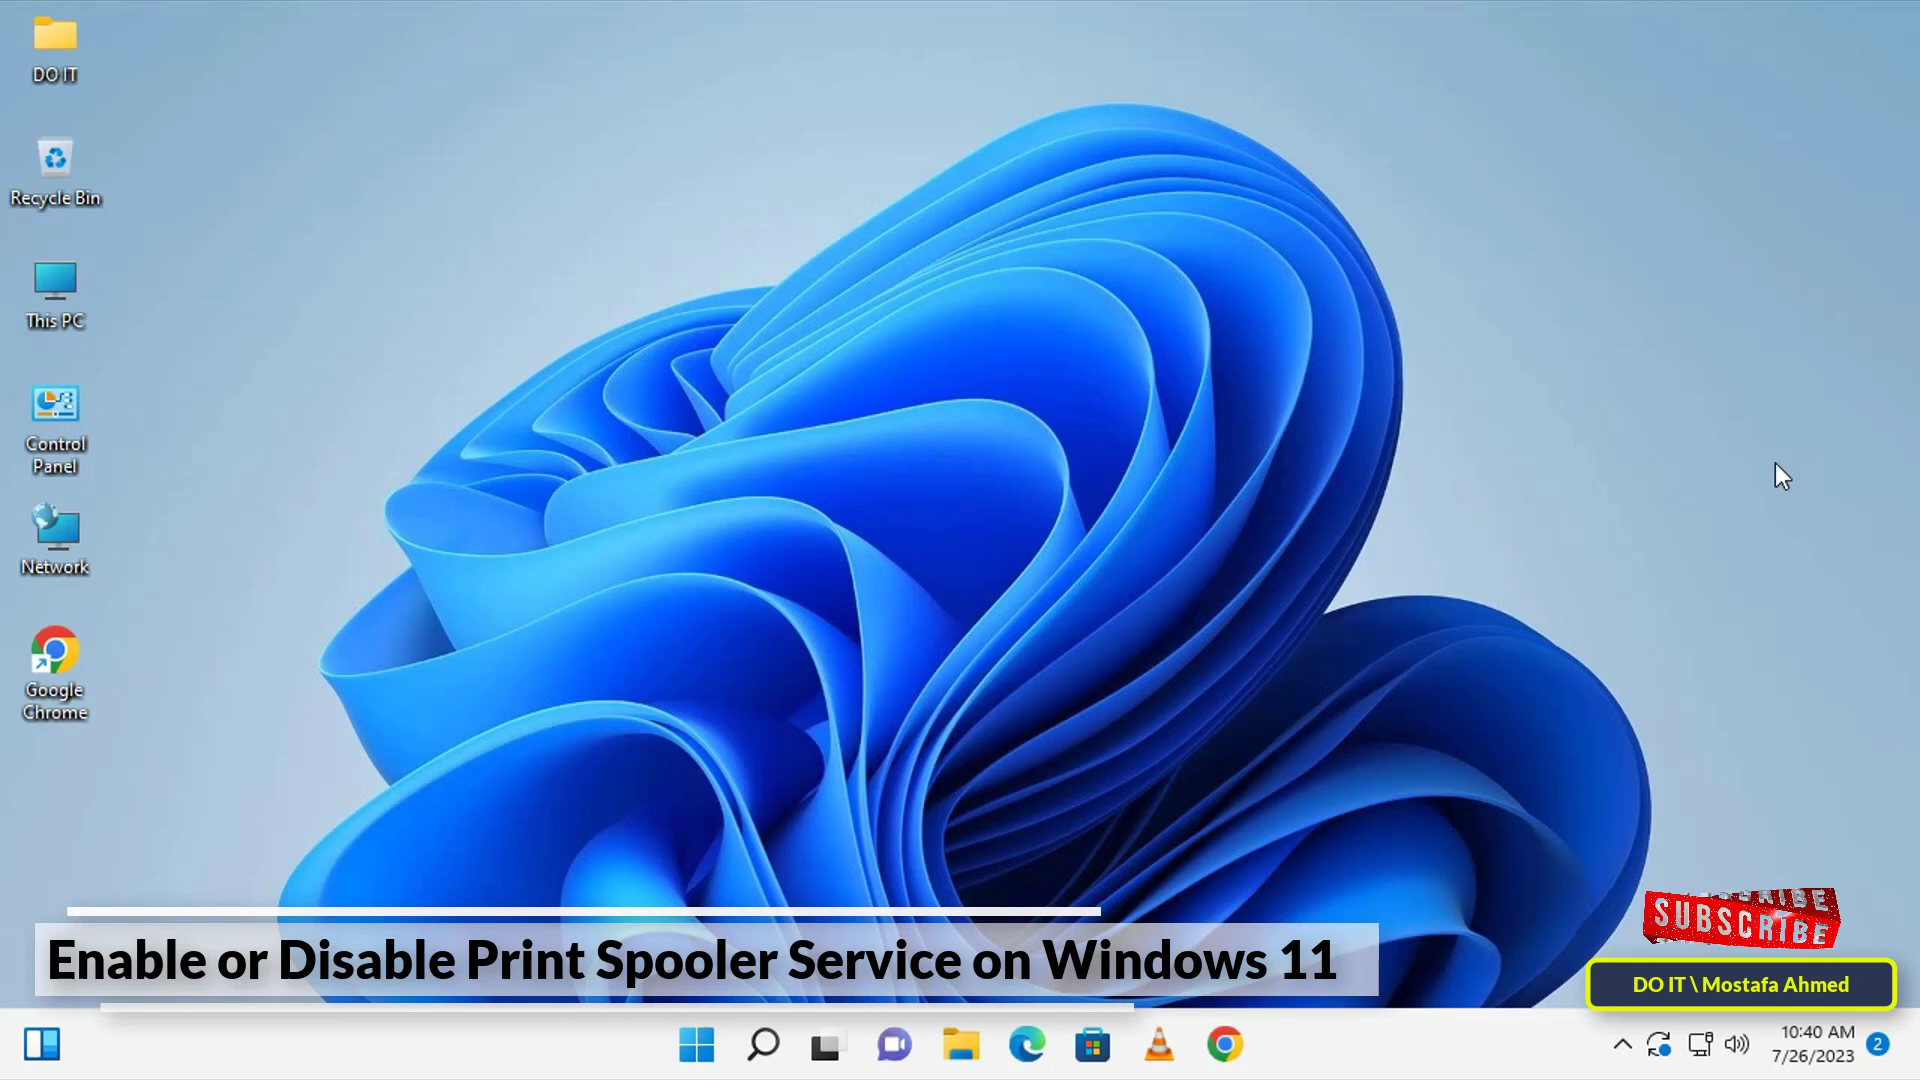 DO IT
Recycle Bin
This PC
Control
Panel
Network
Google
Chrome
Enable or Disable Print Spooler Service on Windows 11
SUBSCRIBE
DO IT \ Mostafa Ahmed
10:40 AM
7/26/2023
2